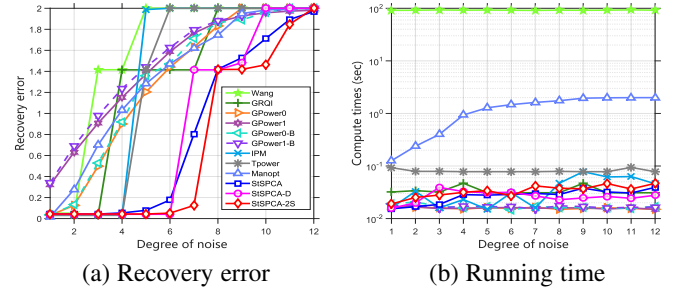 2
1.8
1.6
1.4
1.2
1
0.8
0.6
0.4
0.2
0
Recovery error
2 4 6 8 10 12
Degree of noise
Wang
GRQI
GPower0
GPower1
GPower0-B
GPower1-B
IPM
Tpower
Manopt
StSPCA
StSPCA-D
StSPCA-2S
(a) Recovery error
10^2
10^1
10^0
10^-1
10^-2
Compute times (sec)
1 2 3 4 5 6 7 8 9 10 11 12
Degree of noise
(b) Running time